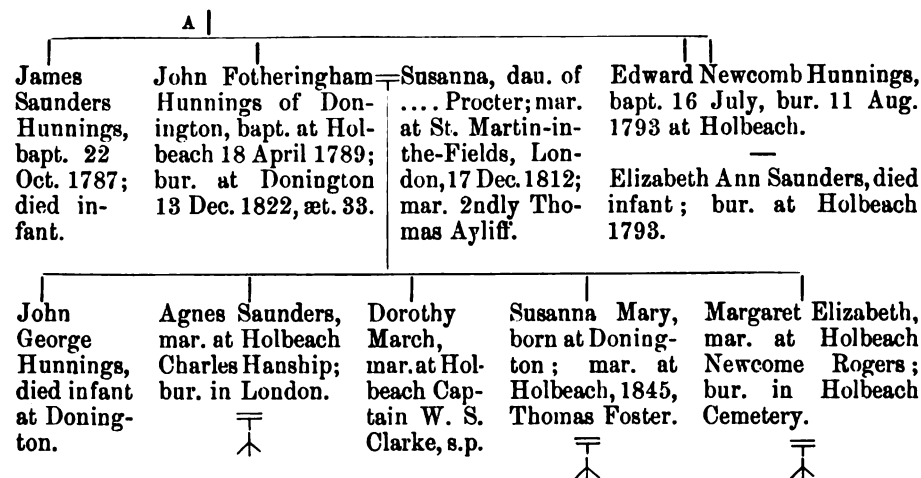 A
James
Saunders
Hunnings,
bapt. 22
Oct. 1787;
died in-
fant.
John Fotheringham
Hunnings of Don-
ington, bapt. at Hol-
beach 18 April 1789;
bur. at Donington
13 Dec. 1822, æt. 33.
Susanna, dau. of
.... Procter; mar.
at St. Martin-in-
the-Fields, Lon-
don, 17 Dec. 1812;
mar. 2ndly Tho-
mas Ayliff.
Edward Newcomb Hunnings,
bapt. 16 July, bur. 11 Aug.
1793 at Holbeach.
Elizabeth Ann Saunders, died
infant; bur. at Holbeach
1793.
John
George
Hunnings,
died infant
at Doning-
ton.
Agnes Saunders,
mar. at Holbeach
Charles Hanship;
bur. in London.
Dorothy
March,
mar. at Hol-
beach Cap-
tain W. S.
Clarke, s.p.
Susanna Mary,
born at Doning-
ton; mar. at
Holbeach, 1845,
Thomas Foster.
Margaret Elizabeth,
mar. at Holbeach
Newcome Rogers;
bur. in Holbeach
Cemetery.